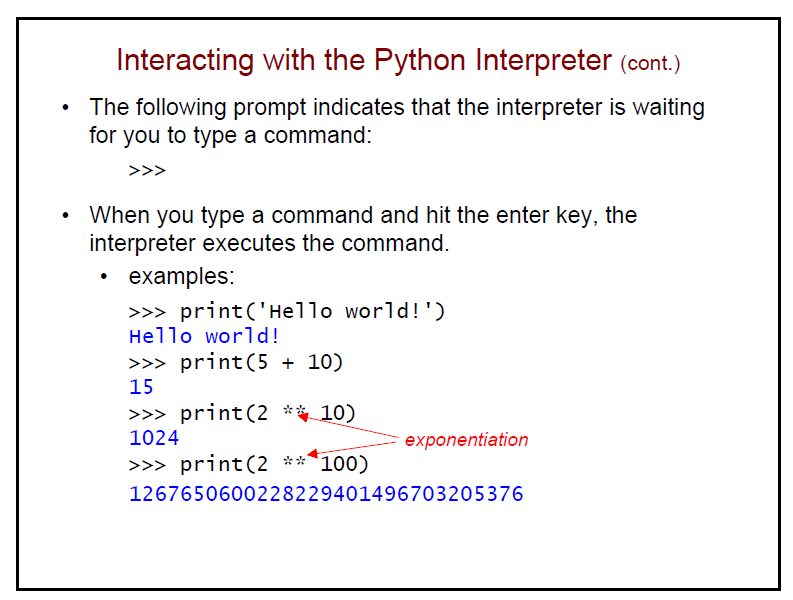 Interacting with the Python Interpreter (cont.)
• The following prompt indicates that the interpreter is waiting
for you to type a command:
>>>
• When you type a command and hit the enter key, the
interpreter executes the command.
• examples:
>>> print('Hello world!')
Hello world!
>>> print(5 + 10)
15
>>> print(2 ** 10)
1024
exponentiation
>>> print(2 ** 100)
1267650600228229401496703205376